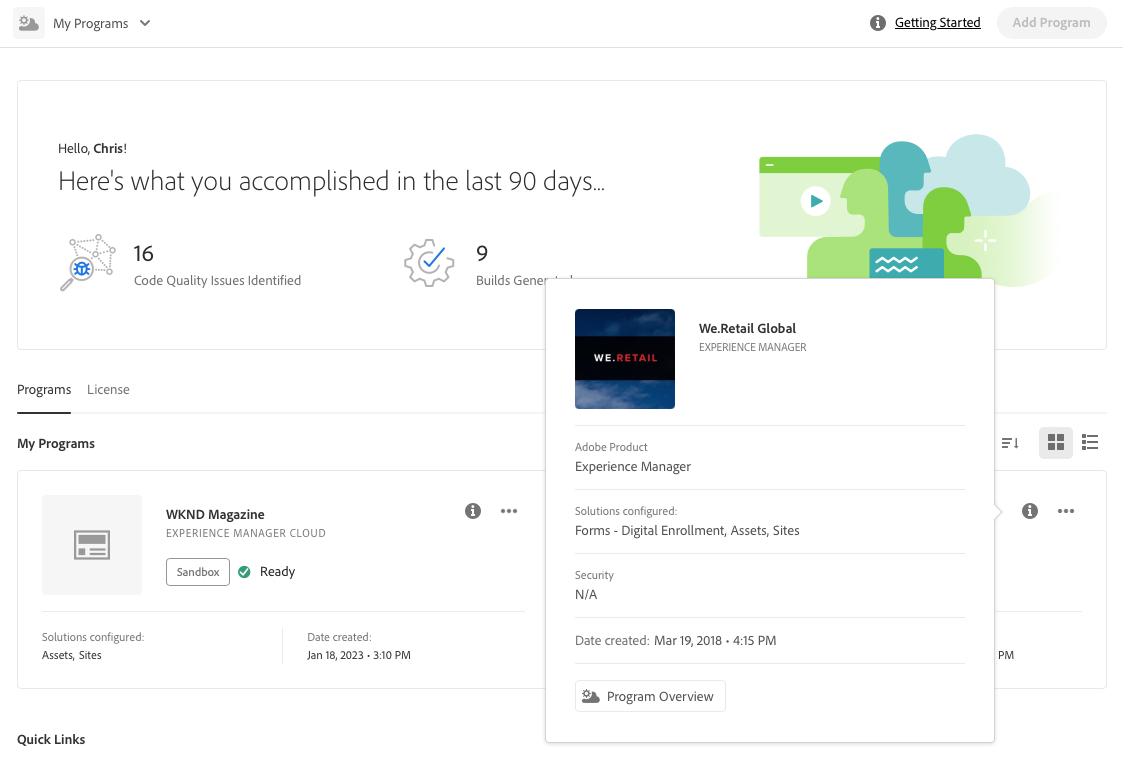 My Programs
Getting Started
Add Program
Hello, Chris!
Here's what you accomplished in the last 90 days...
16
Code Quality Issues Identified
9
Builds Generated
Programs
License
My Programs
WKND Magazine
EXPERIENCE MANAGER CLOUD
Sandbox
Ready
Solutions configured:
Assets, Sites
Date created:
Jan 18, 2023 • 3:10 PM
WE.RETAIL
We.Retail Global
EXPERIENCE MANAGER
Adobe Product
Experience Manager
Solutions configured:
Forms - Digital Enrollment, Assets, Sites
Security
N/A
Date created: Mar 19, 2018 • 4:15 PM
Program Overview
PM
Quick Links